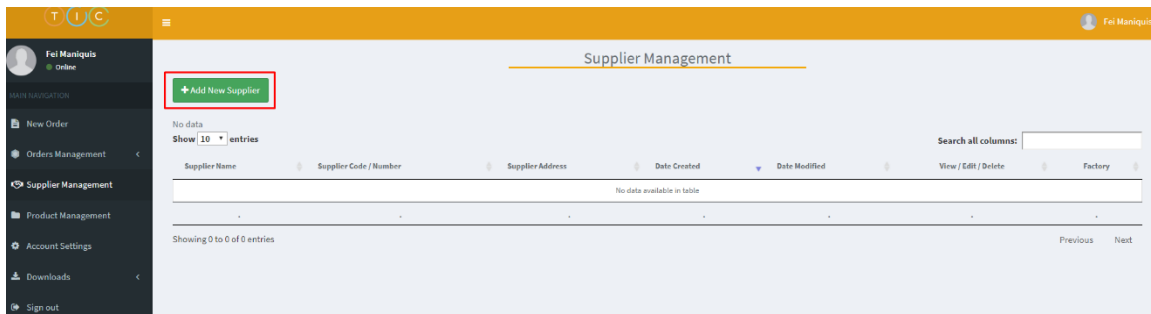 TIC
Fei Maniquis
Fei Maniquis
Online
MAIN NAVIGATION
New Order
Orders Management
Supplier Management
Product Management
Account Settings
Downloads
Sign out
Supplier Management
+ Add New Supplier
No data
Show 10 entries
Search all columns:
Supplier Name Supplier Code / Number Supplier Address Date Created Date Modified View / Edit / Delete Factory
No data available in table
Showing 0 to 0 of 0 entries
Previous Next